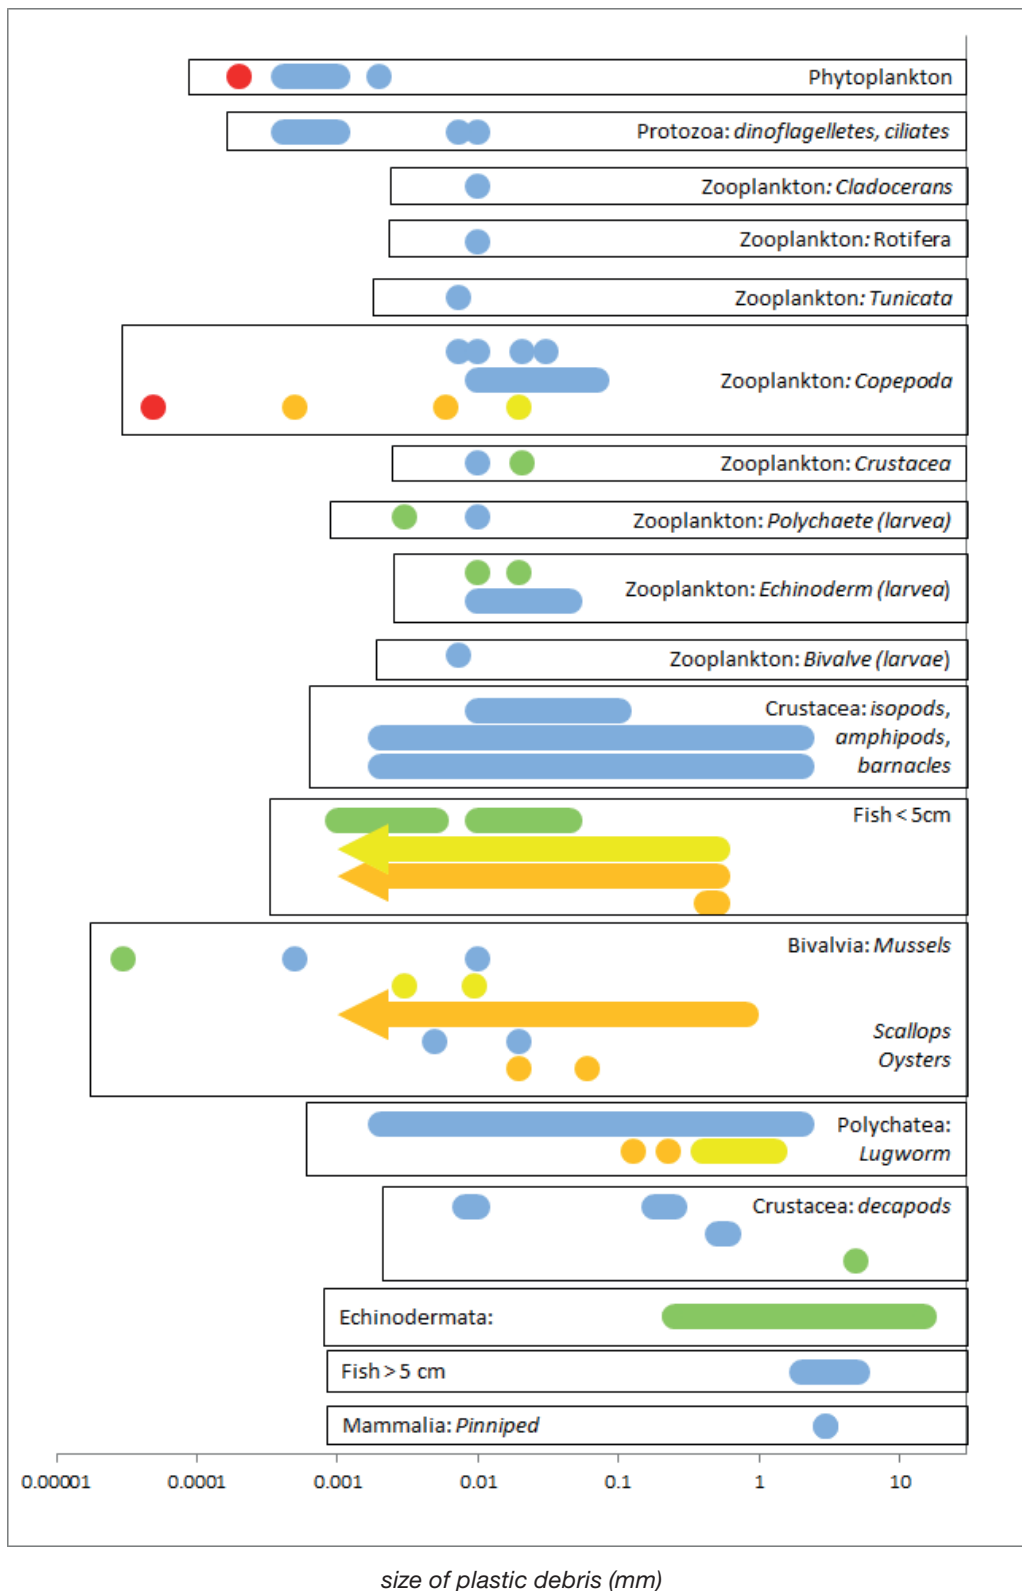 Phytoplankton
Protozoa: dinoflagelletes, ciliates
Zooplankton: Cladocerans
Zooplankton: Rotifera
Zooplankton: Tunicata
Zooplankton: Copepoda
Zooplankton: Crustacea
Zooplankton: Polychaete (larvea)
Zooplankton: Echinoderm (larvea)
Zooplankton: Bivalve (larvae)
Crustacea: isopods,
amphipods,
barnacles
Fish < 5cm
Bivalvia: Mussels
Scallops
Oysters
Polychatea:
Lugworm
Crustacea: decapods
Echinodermata:
Fish > 5 cm
Mammalia: Pinniped
0.00001 0.0001 0.001 0.01 0.1 1 10
size of plastic debris (mm)